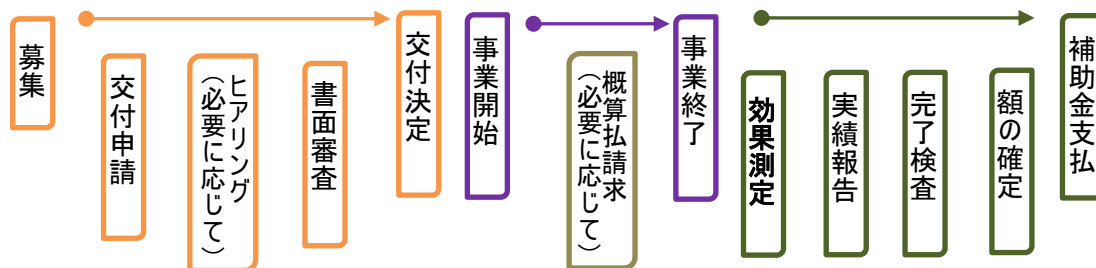 募集
交付申請
ヒアリング
（必要に応じて）
書面審査
交付決定
事業開始
概算払請求
（必要に応じて）
事業終了
効果測定
実績報告
完了検査
額の確定
補助金支払